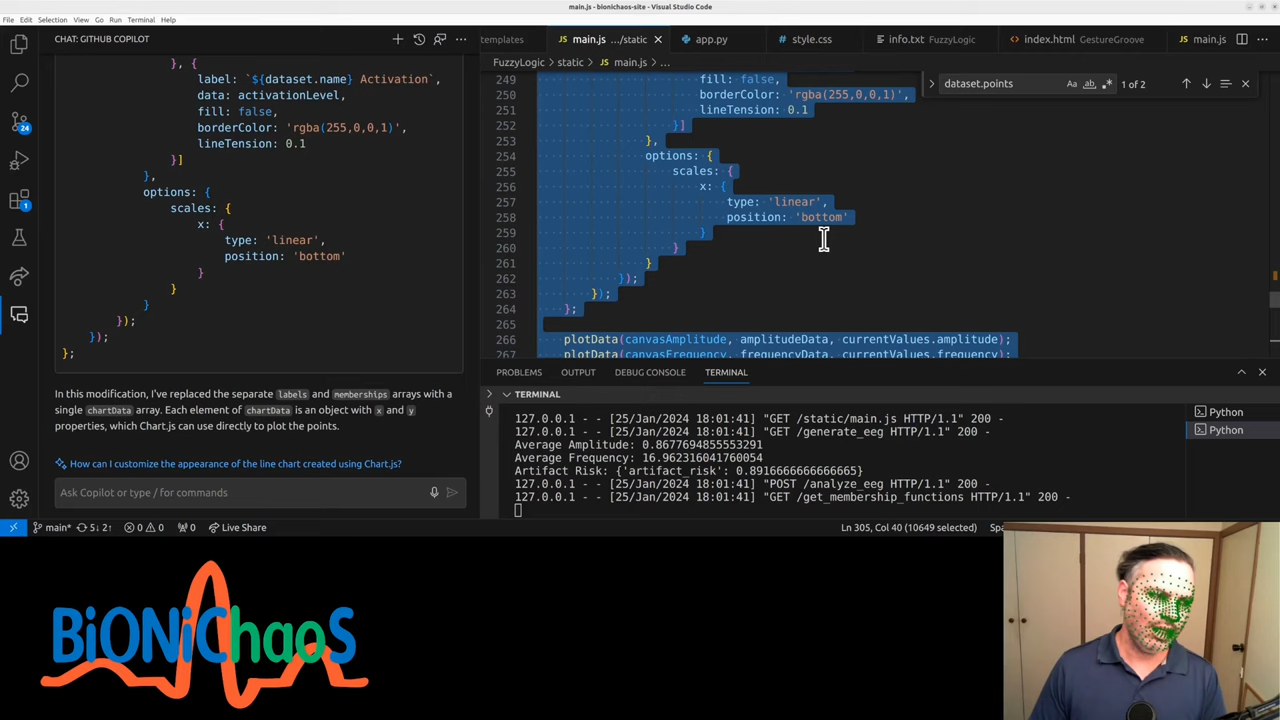 main.js - bionichaos-site - Visual Studio Code
File Edit Selection View Go Run Terminal Help
CHAT: GITHUB COPILOT
templates
main.js .../static
app.py
style.css
info.txt FuzzyLogic
index.html GestureGroove
main.js
FuzzyLogic > static > main.js > ...
dataset.points
Aa
ab
1 of 2
24
1
}, {
label: `${dataset.name} Activation`,
data: activationLevel,
fill: false,
borderColor: 'rgba(255,0,0,1)',
lineTension: 0.1
}]
},
options: {
scales: {
x: {
type: 'linear',
position: 'bottom'
}
}
}
});
});
};
In this modification, I've replaced the separate labels and memberships arrays with a
single chartData array. Each element of chartData is an object with x and y
properties, which Chart.js can use directly to plot the points.
How can I customize the appearance of the line chart created using Chart.js?
Ask Copilot or type / for commands
249 fill: false,
250 borderColor: 'rgba(255,0,0,1)',
251 lineTension: 0.1
252 }]
253 },
254 options: {
255 scales: {
256 x: {
257 type: 'linear',
258 position: 'bottom'
259 }
260 }
261 }
262 });
263 });
264 };
265
266 plotData(canvasAmplitude, amplitudeData, currentValues.amplitude);
267 plotData(canvasFrequency, frequencyData, currentValues.frequency);
PROBLEMS OUTPUT DEBUG CONSOLE TERMINAL
TERMINAL
127.0.0.1 - - [25/Jan/2024 18:01:41] "GET /static/main.js HTTP/1.1" 200 -
127.0.0.1 - - [25/Jan/2024 18:01:41] "GET /generate_eeg HTTP/1.1" 200 -
Average Amplitude: 0.8677694855553291
Average Frequency: 16.962316041760054
Artifact Risk: {'artifact_risk': 0.8916666666666665}
127.0.0.1 - - [25/Jan/2024 18:01:41] "POST /analyze_eeg HTTP/1.1" 200 -
127.0.0.1 - - [25/Jan/2024 18:01:41] "GET /get_membership_functions HTTP/1.1" 200 -
Python
Python
main* 5↓ 2↑ 0 0 0 Live Share
Ln 305, Col 40 (10649 selected)
BiONiChaoS